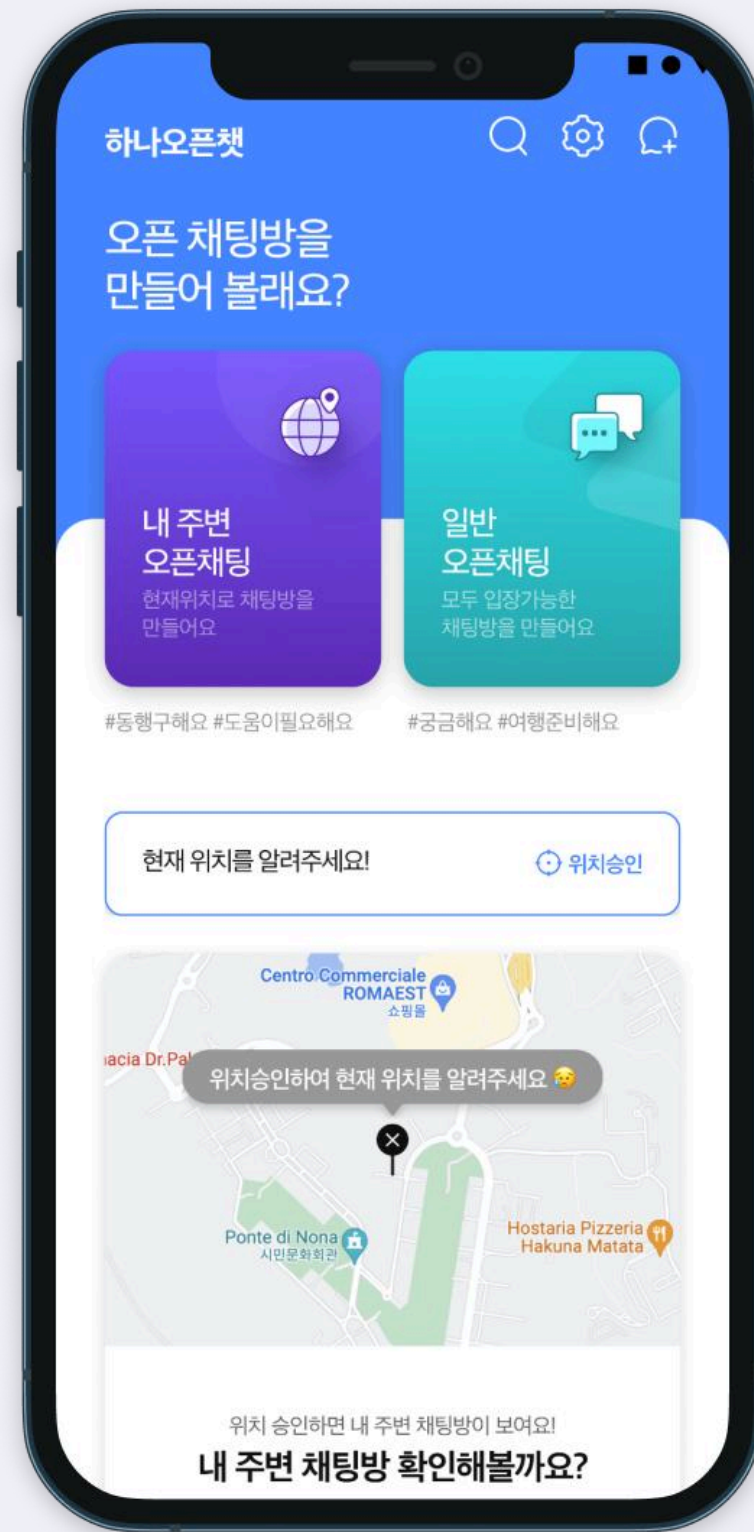 하나오픈챗
오픈 채팅방을
만들어 볼래요?
내 주변
오픈채팅
현재위치로 채팅방을
만들어요
일반
오픈채팅
모두 입장가능한
채팅방을 만들어요
#동행구해요 #도움이필요해요
#궁금해요 #여행준비해요
현재 위치를 알려주세요!
위치승인
Centro Commerciale
ROMAEST
쇼핑몰
acia Dr.Pal
위치승인하여 현재 위치를 알려주세요 😥
Ponte di Nona
시민문화회관
Hostaria Pizzeria
Hakuna Matata
위치 승인하면 내 주변 채팅방이 보여요!
내 주변 채팅방 확인해볼까요?